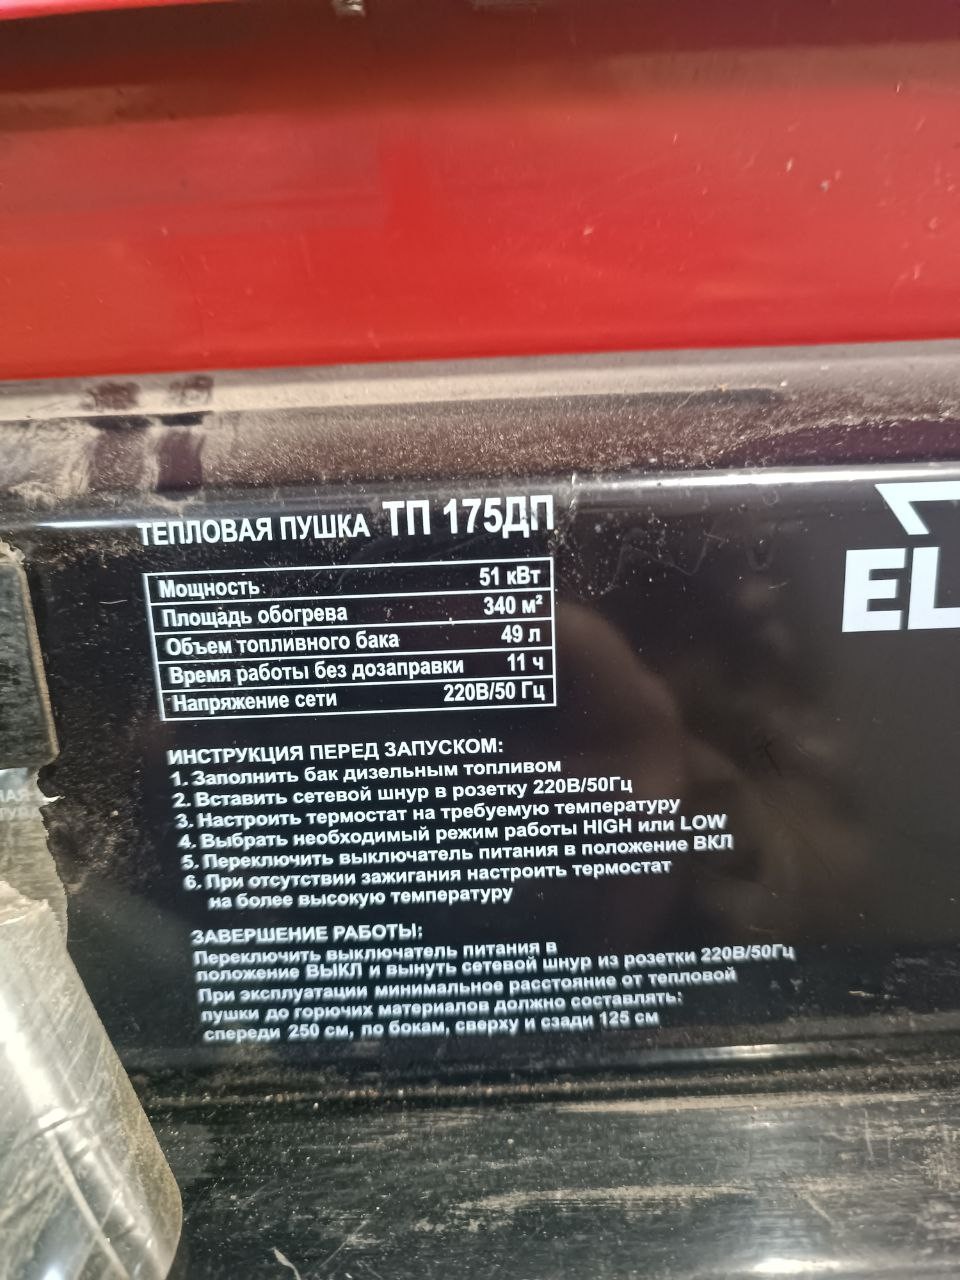 ТЕПЛОВАЯ ПУШКА ТП 175ДП
EL
Мощность 51 кВт
Площадь обогрева 340 м²
Объем топливного бака 49 л
Время работы без дозаправки 11 ч
Напряжение сети 220В/50 Гц
ИНСТРУКЦИЯ ПЕРЕД ЗАПУСКОМ:
1. Заполнить бак дизельным топливом
2. Вставить сетевой шнур в розетку 220В/50Гц
3. Настроить термостат на требуемую температуру
4. Выбрать необходимый режим работы HIGH или LOW
5. Переключить выключатель питания в положение ВКЛ
6. При отсутствии зажигания настроить термостат
на более высокую температуру
ЗАВЕРШЕНИЕ РАБОТЫ:
Переключить выключатель питания в
положение ВЫКЛ и вынуть сетевой шнур из розетки 220В/50Гц
При эксплуатации минимальное расстояние от тепловой
пушки до горючих материалов должно составлять:
спереди 250 см, по бокам, сверху и сзади 125 см